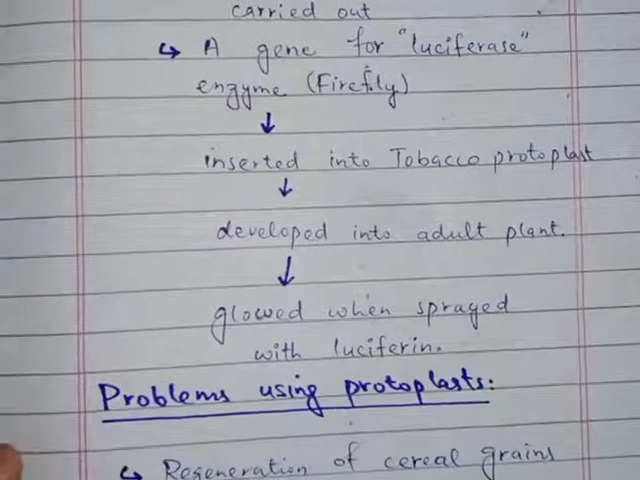 carried out
↳ A gene for "luciferase"
enzyme (Firefily)
↓
inserted into Tobacco protoplast
↓
developed into adult plant.
↓
glowed when sprayed
with luciferin.
Problems using protoplasts:
↳ Regeneration of cereal grains